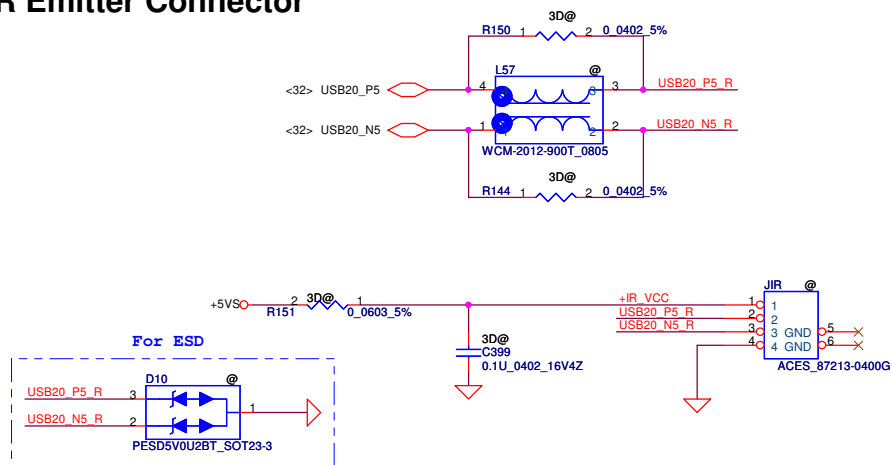 R Emitter Connector
3D@
R150 1 2 0_0402_5%
L57 @
<32> USB20_P5 4 3 3 USB20_P5_R
<32> USB20_N5 1 2 2 USB20_N5_R
WCM-2012-900T_0805
3D@
R144 1 2 0_0402_5%
+5VS 2 3D@ 1 +IR_VCC
R151 0_0603_5%
JIR @
1 1
USB20_P5_R 2 2
USB20_N5_R 3 3 GND 5
4 4 GND 6
ACES_87213-0400G
3D@
C399
0.1U_0402_16V4Z
For ESD
D10 @
USB20_P5_R 3
1
USB20_N5_R 2
PESD5V0U2BT_SOT23-3